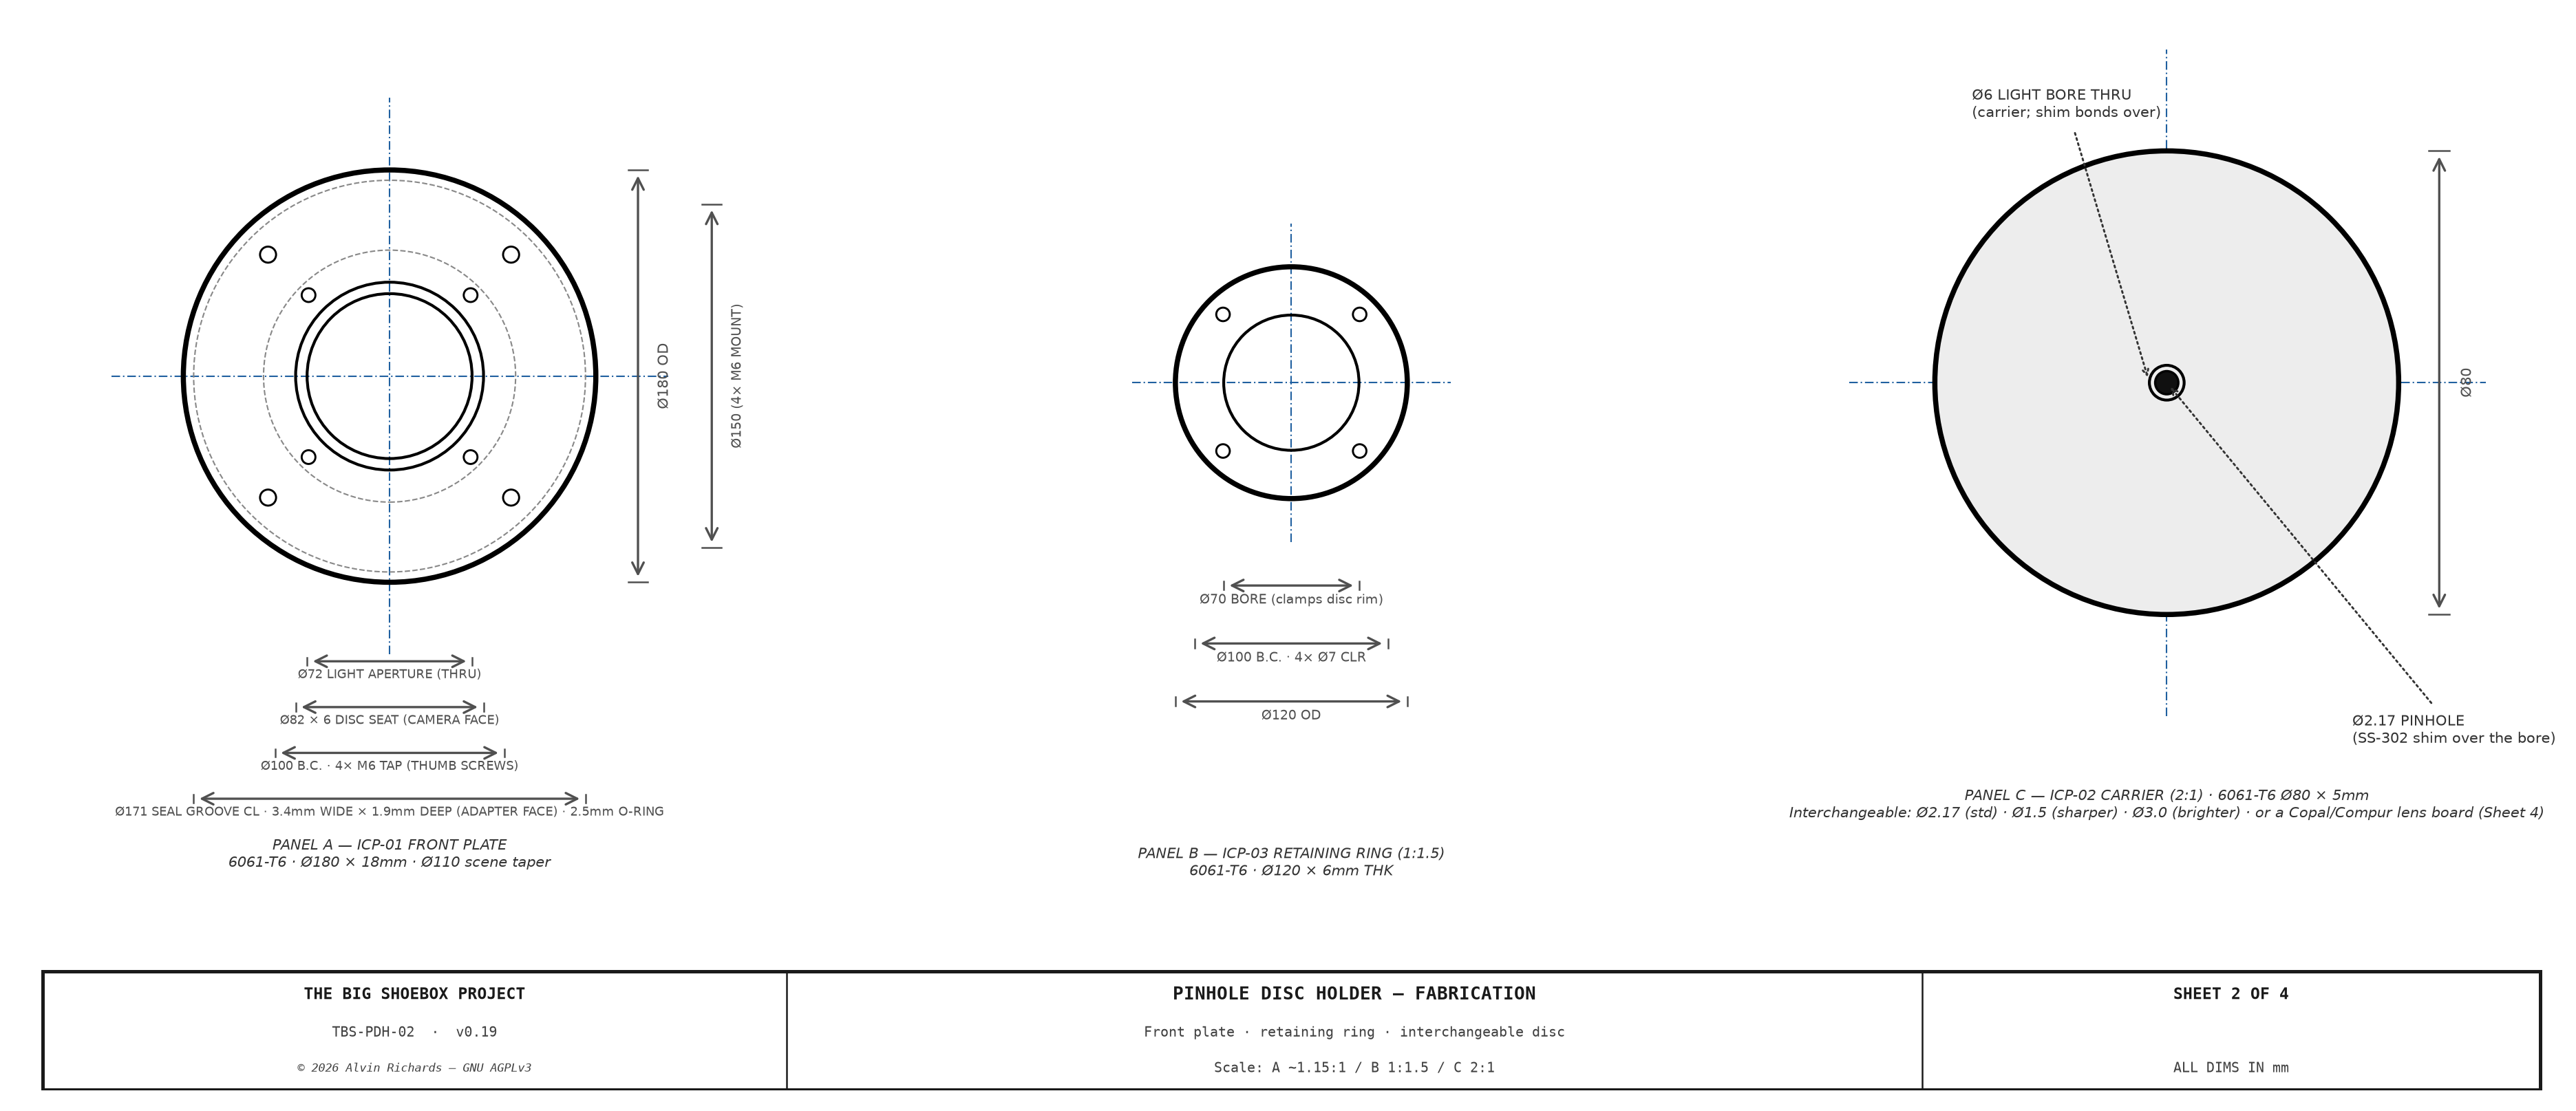 Ø180 OD
Ø150 (4× M6 MOUNT)
Ø72 LIGHT APERTURE (THRU)
Ø82 × 6 DISC SEAT (CAMERA FACE)
Ø100 B.C. · 4× M6 TAP (THUMB SCREWS)
Ø171 SEAL GROOVE CL · 3.4mm WIDE × 1.9mm DEEP (ADAPTER FACE) · 2.5mm O-RING
PANEL A — ICP-01 FRONT PLATE
6061-T6 · Ø180 × 18mm · Ø110 scene taper
Ø70 BORE (clamps disc rim)
Ø100 B.C. · 4× Ø7 CLR
Ø120 OD
PANEL B — ICP-03 RETAINING RING (1:1.5)
6061-T6 · Ø120 × 6mm THK
Ø6 LIGHT BORE THRU
(carrier; shim bonds over)
Ø80
Ø2.17 PINHOLE
(SS-302 shim over the bore)
PANEL C — ICP-02 CARRIER (2:1) · 6061-T6 Ø80 × 5mm
Interchangeable: Ø2.17 (std) · Ø1.5 (sharper) · Ø3.0 (brighter) · or a Copal/Compur lens board (Sheet 4)
THE BIG SHOEBOX PROJECT
TBS-PDH-02 · v0.19
© 2026 Alvin Richards — GNU AGPLv3
PINHOLE DISC HOLDER — FABRICATION
Front plate · retaining ring · interchangeable disc
Scale: A ~1.15:1 / B 1:1.5 / C 2:1
SHEET 2 OF 4
ALL DIMS IN mm